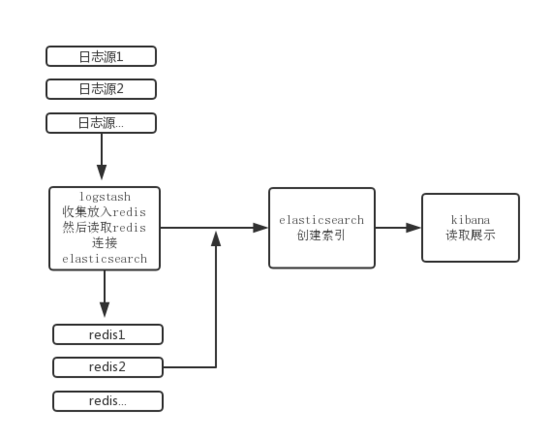 日志源1
日志源2
日志源...
logstash
收集放入redis
然后读取redis
连接
elasticsearch
elasticsearch
创建索引
kibana
读取展示
redis1
redis2
redis...